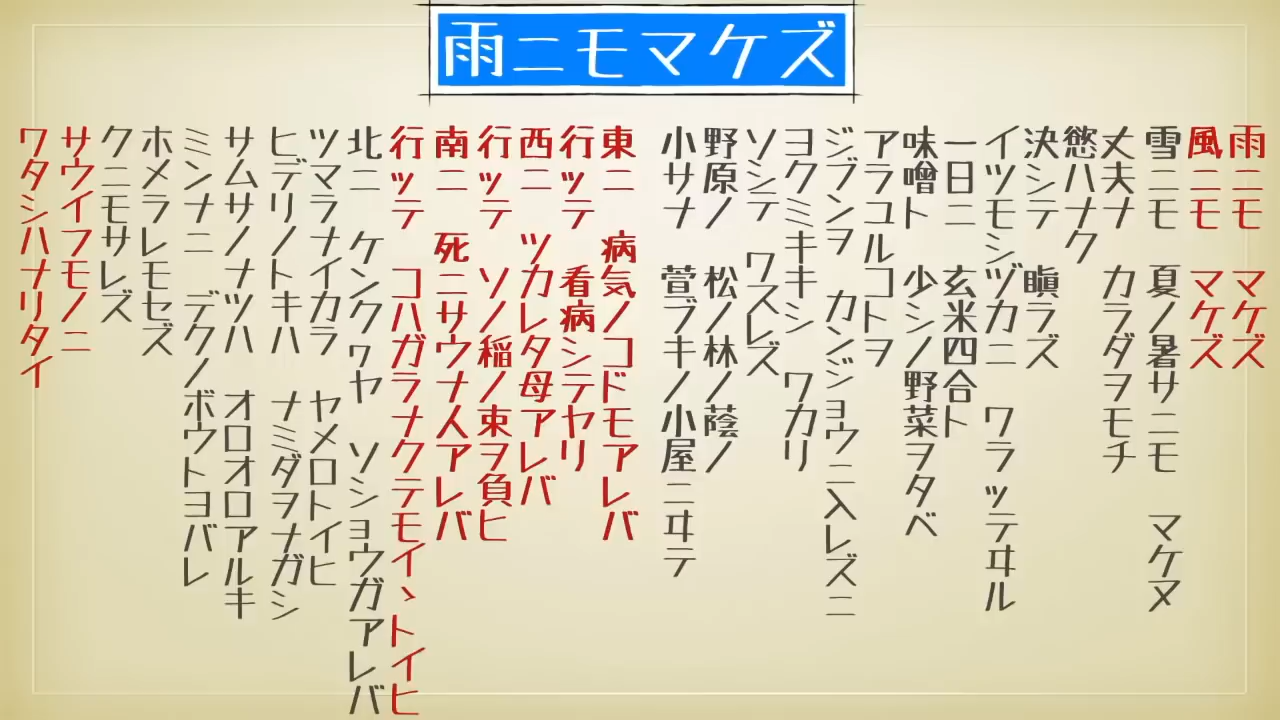 雨ニモマケズ
雨ニモ マケズ
風ニモ マケズ
雪ニモ 夏ノ暑サニモ マケヌ
丈夫ナ カラダヲモチ
慾ハナク
決シテ 瞋ラズ
イツモシヅカニ ワラッテヰル
一日ニ 玄米四合ト
味噌ト 少シノ野菜ヲタベ
アラユルコトヲ
ジブンヲ カンジョウニ入レズニ
ヨクミキキシ ワカリ
ソシテ ワスレズ
野原ノ 松ノ林ノ蔭ノ
小サナ 萱ブキノ小屋ニヰテ
東ニ 病気ノコドモアレバ
行ッテ 看病シテヤリ
西ニ ツカレタ母アレバ
行ッテ ソノ稲ノ束ヲ負ヒ
南ニ 死ニサウナ人アレバ
行ッテ コハガラナクテモイヽトイヒ
北ニ ケンクヮヤ ソショウガアレバ
ツマラナイカラ ヤメロトイヒ
ヒデリノトキハ ナミダヲナガシ
サムサノナツハ オロオロアルキ
ミンナニ デクノボウトヨバレ
ホメラレモセズ
クニモサレズ
サウイフモノニ
ワタシハナリタイ